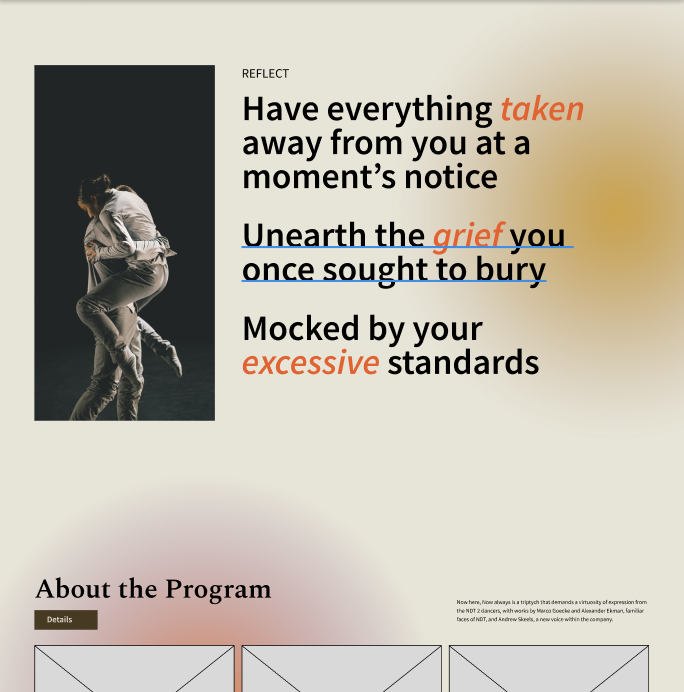 REFLECT
Have everything taken
away from you at a
moment’s notice
Unearth the grief you
once sought to bury
Mocked by your
excessive standards
About the Program
Details
Now here, Now always is a triptych that demands a virtuosity of expression from
the NDT 2 dancers, with works by Marco Goecke and Alexander Ekman, familiar
faces of NDT, and Andrew Skeels, a new voice within the company.